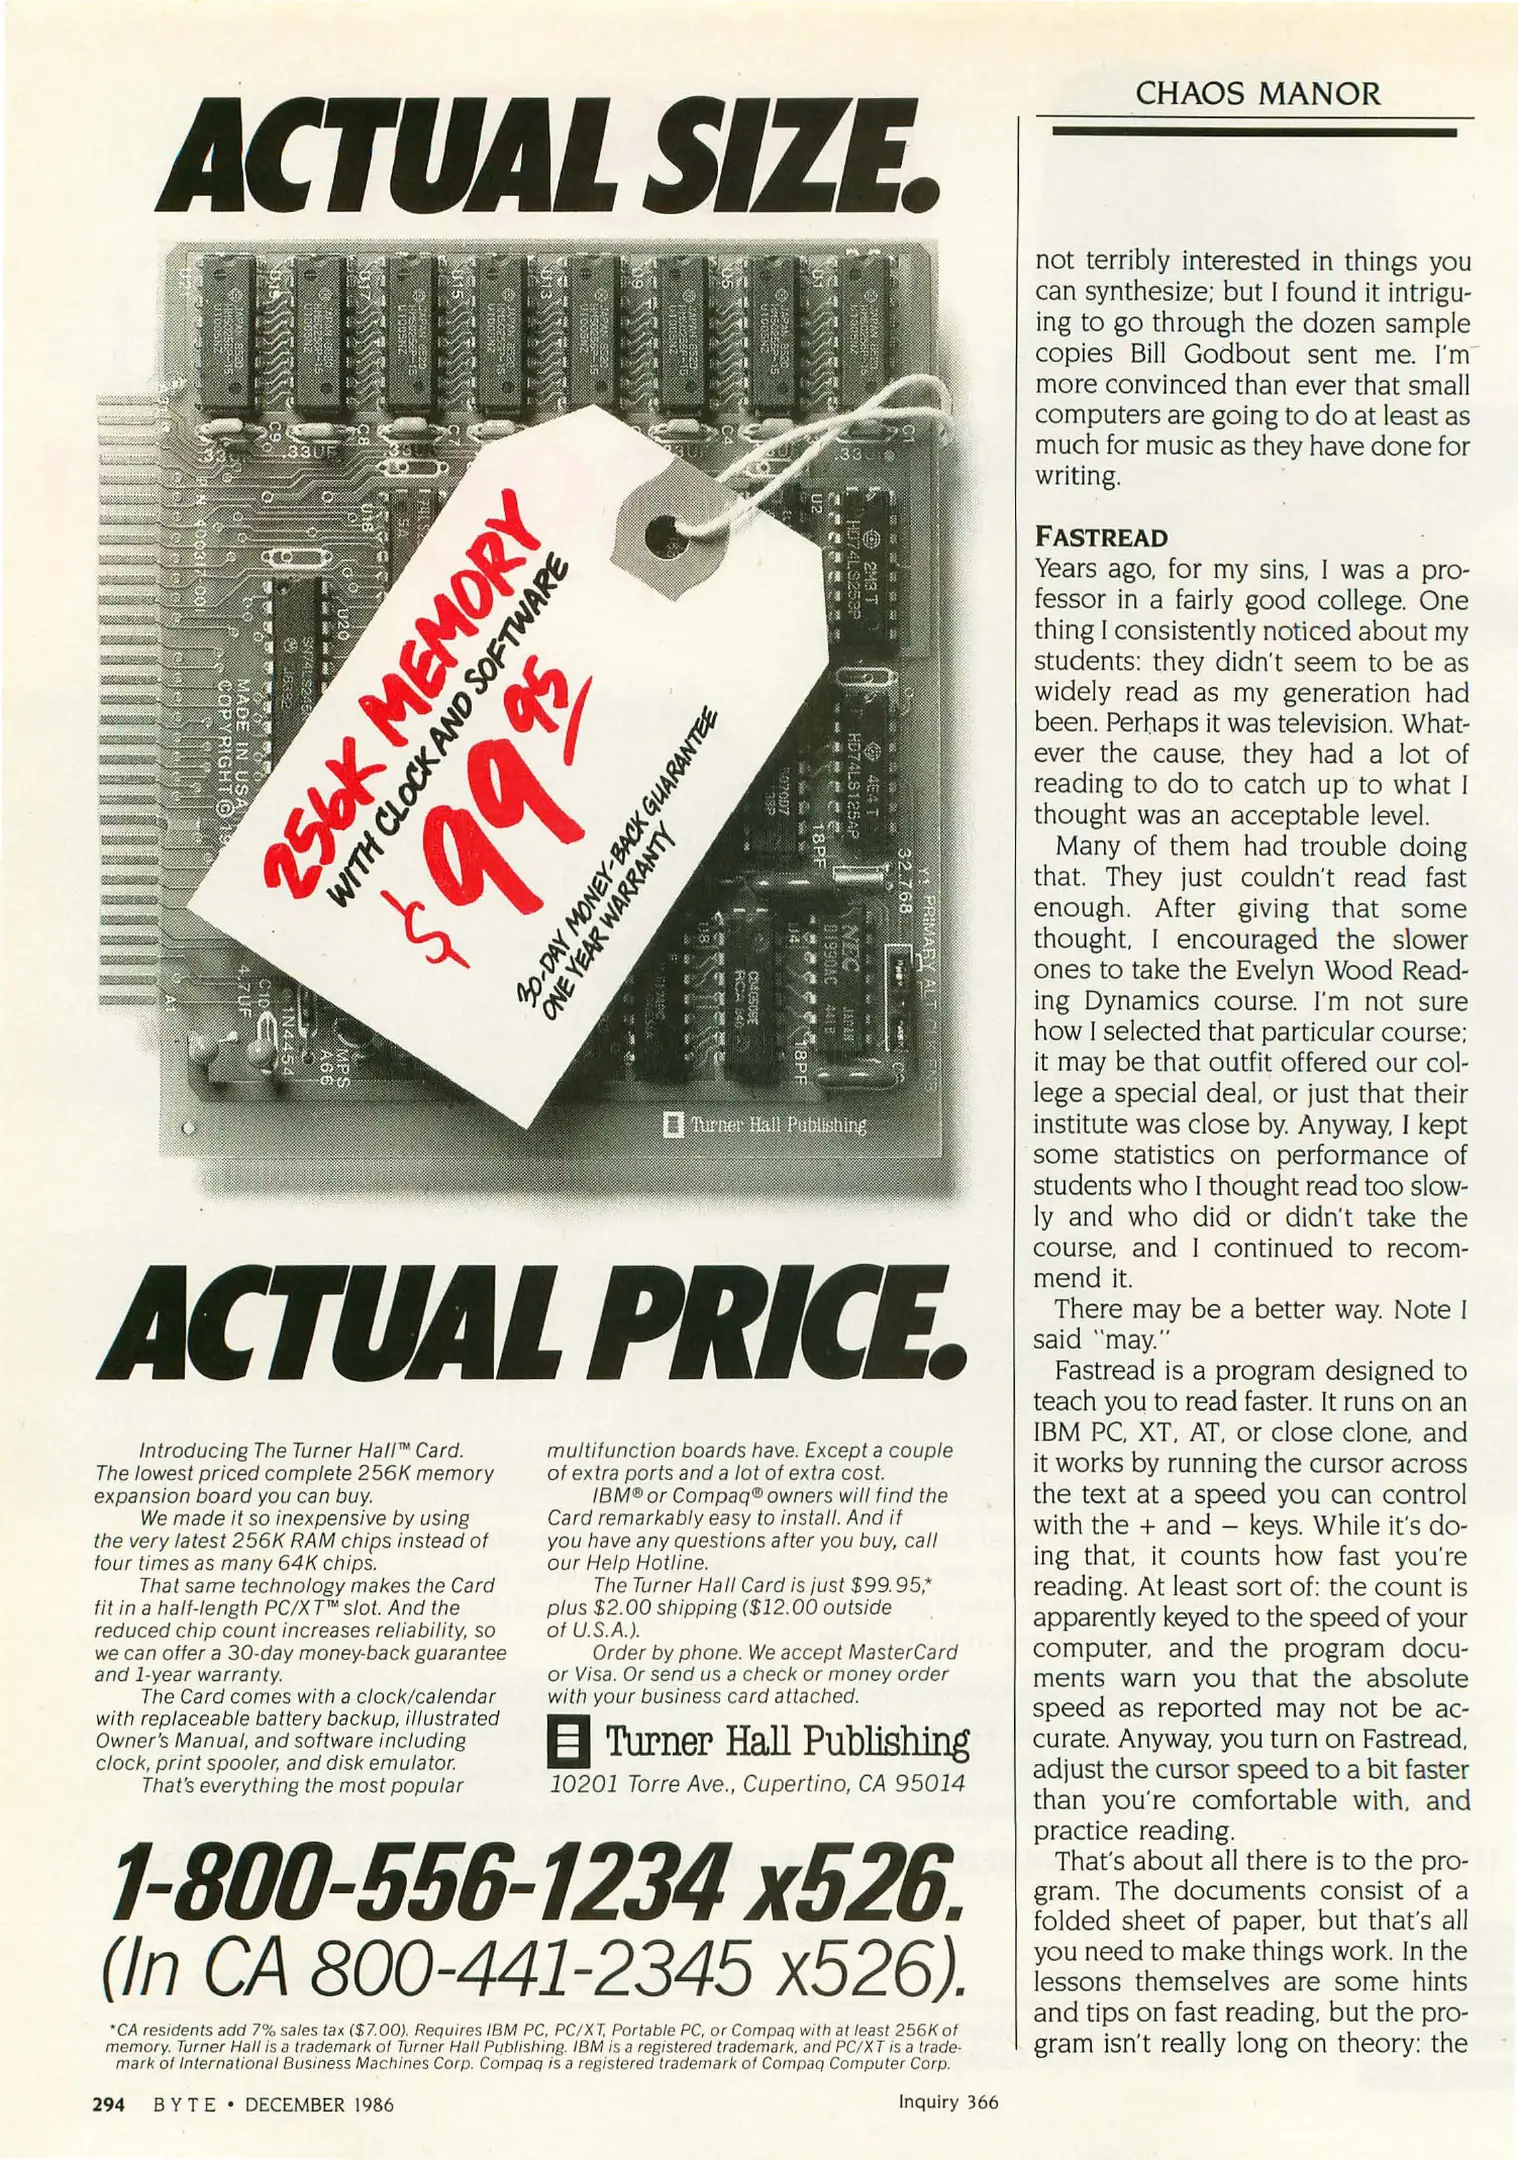 ACTUAL SIZE.
256K MEMORY
WITH CLOCK AND SOFTWARE
$99.95
30-DAY MONEY-BACK GUARANTEE
ONE YEAR WARRANTY
MADE IN USA
COPYRIGHT ©
PRIMARY ALT
32.768
18PF
18PF
4.7UF
C10
1N4454
MPS
A66
U20
U18
U17
U15
U13
U9
U5
U1
U2
U4
C9
C8
C7
C4
C1
.33UF
NEC
JAPAN
RCA
Turner Hall Publishing
ACTUAL PRICE.
Introducing The Turner Hall™ Card.
The lowest priced complete 256K memory
expansion board you can buy.
We made it so inexpensive by using
the very latest 256K RAM chips instead of
four times as many 64K chips.
That same technology makes the Card
fit in a half-length PC/XT™ slot. And the
reduced chip count increases reliability, so
we can offer a 30-day money-back guarantee
and 1-year warranty.
The Card comes with a clock/calendar
with replaceable battery backup, illustrated
Owner's Manual, and software including
clock, print spooler, and disk emulator.
That's everything the most popular
multifunction boards have. Except a couple
of extra ports and a lot of extra cost.
IBM® or Compaq® owners will find the
Card remarkably easy to install. And if
you have any questions after you buy, call
our Help Hotline.
The Turner Hall Card is just $99.95,*
plus $2.00 shipping ($12.00 outside
of U.S.A.).
Order by phone. We accept MasterCard
or Visa. Or send us a check or money order
with your business card attached.
Turner Hall Publishing
10201 Torre Ave., Cupertino, CA 95014
1-800-556-1234 x526.
(In CA 800-441-2345 x526).
*CA residents add 7% sales tax ($7.00). Requires IBM PC, PC/XT, Portable PC, or Compaq with at least 256K of
memory. Turner Hall is a trademark of Turner Hall Publishing. IBM is a registered trademark, and PC/XT is a trade-
mark of International Business Machines Corp. Compaq is a registered trademark of Compaq Computer Corp.
CHAOS MANOR
not terribly interested in things you
can synthesize; but I found it intrigu-
ing to go through the dozen sample
copies Bill Godbout sent me. I'm
more convinced than ever that small
computers are going to do at least as
much for music as they have done for
writing.
FASTREAD
Years ago, for my sins, I was a pro-
fessor in a fairly good college. One
thing I consistently noticed about my
students: they didn't seem to be as
widely read as my generation had
been. Perhaps it was television. What-
ever the cause, they had a lot of
reading to do to catch up to what I
thought was an acceptable level.
Many of them had trouble doing
that. They just couldn't read fast
enough. After giving that some
thought, I encouraged the slower
ones to take the Evelyn Wood Read-
ing Dynamics course. I'm not sure
how I selected that particular course;
it may be that outfit offered our col-
lege a special deal, or just that their
institute was close by. Anyway, I kept
some statistics on performance of
students who I thought read too slow-
ly and who did or didn't take the
course, and I continued to recom-
mend it.
There may be a better way. Note I
said "may."
Fastread is a program designed to
teach you to read faster. It runs on an
IBM PC, XT, AT, or close clone, and
it works by running the cursor across
the text at a speed you can control
with the + and − keys. While it's do-
ing that, it counts how fast you're
reading. At least sort of: the count is
apparently keyed to the speed of your
computer, and the program docu-
ments warn you that the absolute
speed as reported may not be ac-
curate. Anyway, you turn on Fastread,
adjust the cursor speed to a bit faster
than you're comfortable with, and
practice reading.
That's about all there is to the pro-
gram. The documents consist of a
folded sheet of paper, but that's all
you need to make things work. In the
lessons themselves are some hints
and tips on fast reading, but the pro-
gram isn't really long on theory: the
294 BYTE • DECEMBER 1986
Inquiry 366